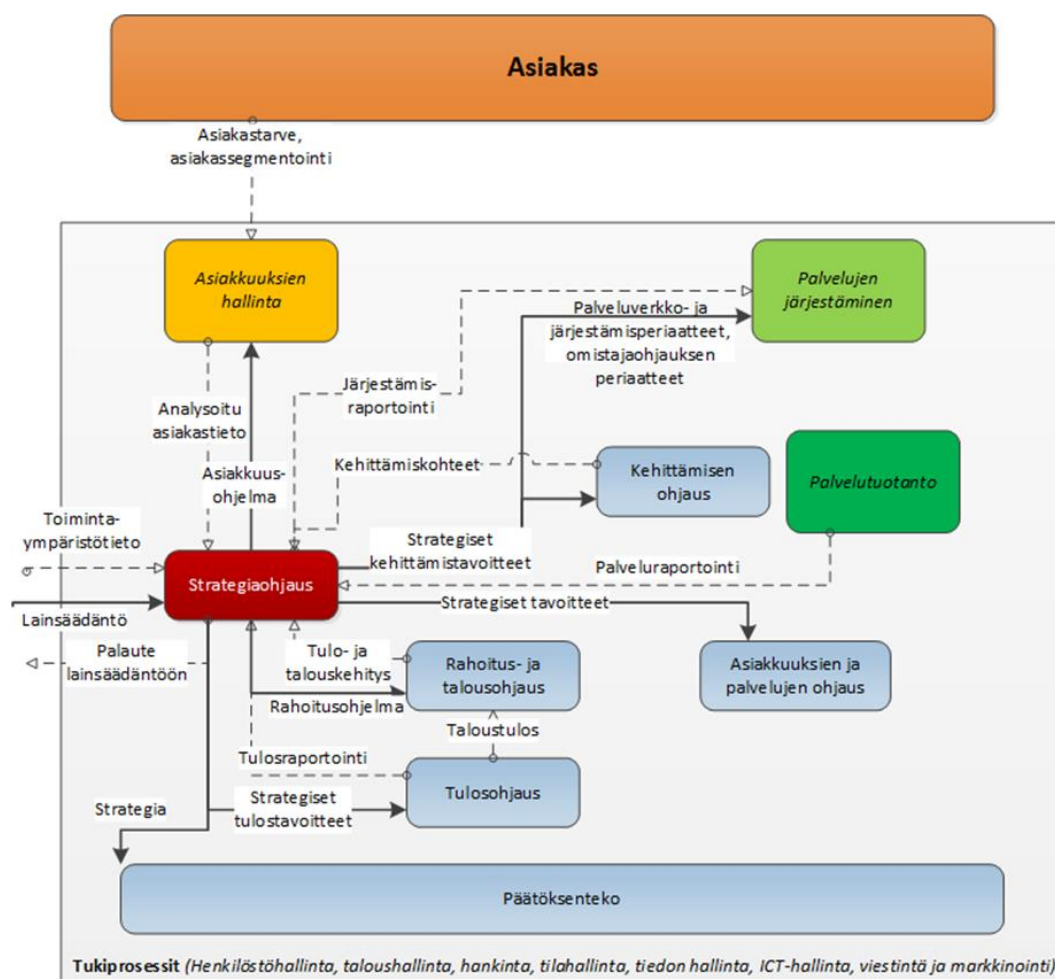 Asiakas
Asiakastarve,
asiakassegmentointi
Asiakkuuksien
hallinta
Palvelujen
järjestäminen
Palveluverkko- ja
järjestämisperiaatteet,
omistajaohjauksen
periaatteet
Järjestämis-
raportointi
Analysoitu
asiakastieto
Asiakkuus-
ohjelma
Kehittämiskohteet
Kehittämisen
ohjaus
Palvelutuotanto
Toiminta-
ympäristötieto
Strategiaohjaus
Strategiset
kehittämistavoitteet
Palveluraportointi
Lainsäädäntö
Strategiset tavoitteet
Palaute
lainsäädäntöön
Tulo- ja
talouskehitys
Rahoitus- ja
talousohjaus
Asiakkuuksien ja
palvelujen ohjaus
Rahoitusohjelma
Taloustulos
Tulosraportointi
Tulosohjaus
Strategia
Strategiset
tulostavoitteet
Päätöksenteko
Tukiprosessit (Henkilöstöhallinta, taloushallinta, hankinta, tilahallinta, tiedon hallinta, ICT-hallinta, viestintä ja markkinointi)